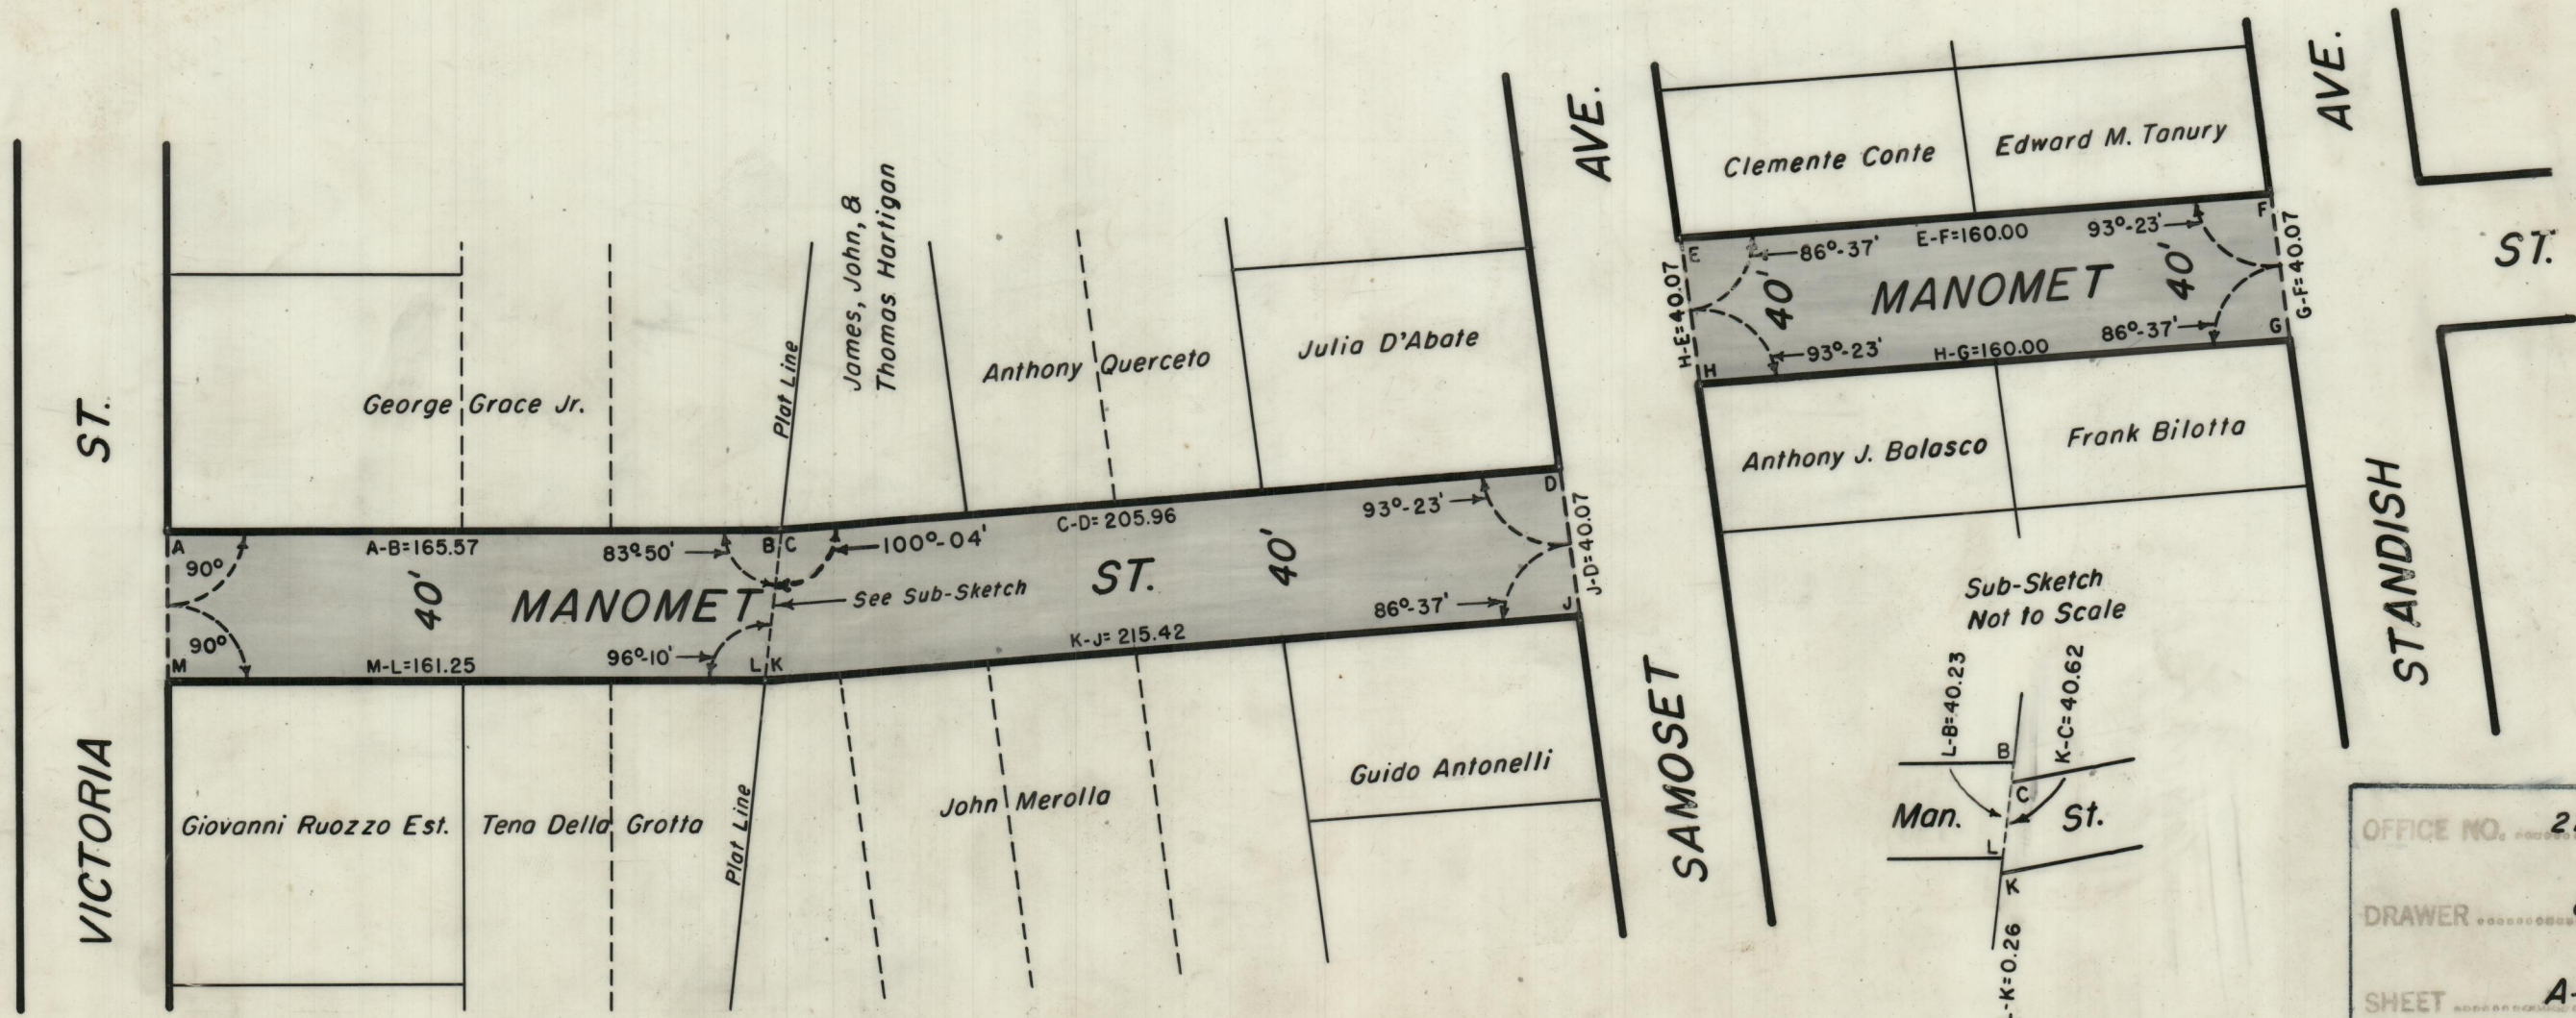 VICTORIA ST.
George Grace Jr.
Plat Line
James, John, &
Thomas Hartigan
Anthony Querceto
Julia D'Abate
A
90°
A-B=165.57
83°-50'
B
C
100°-04'
C-D=205.96
93°-23'
D
J-D=40.07
40'
MANOMET ST.
See Sub-Sketch
40'
90°
M
M-L=161.25
96°-10'
L
K
K-J=215.42
86°-37'
J
Giovanni Ruozzo Est.
Tena Della Grotta
Plat Line
John Merolla
Guido Antonelli
SAMOSET AVE.
Clemente Conte
Edward M. Tanury
E
86°-37'
E-F=160.00
93°-23'
F
H-E=40.07
40'
MANOMET
40'
G-F=40.07
H
93°-23'
H-G=160.00
86°-37'
G
ST.
Anthony J. Balasco
Frank Bilotta
STANDISH AVE.
Sub-Sketch
Not to Scale
L-B=40.23
K-C=40.62
B
C
Man. St.
L
K
-K=0.26
OFFICE NO.
DRAWER
SHEET A-